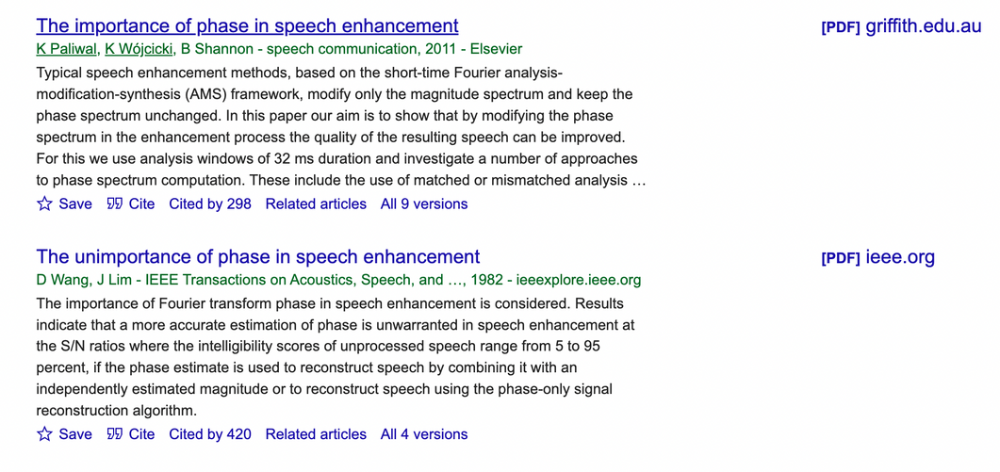 The importance of phase in speech enhancement
[PDF] griffith.edu.au
K Paliwal, K Wójcicki, B Shannon - speech communication, 2011 - Elsevier
Typical speech enhancement methods, based on the short-time Fourier analysis-
modification-synthesis (AMS) framework, modify only the magnitude spectrum and keep the
phase spectrum unchanged. In this paper our aim is to show that by modifying the phase
spectrum in the enhancement process the quality of the resulting speech can be improved.
For this we use analysis windows of 32 ms duration and investigate a number of approaches
to phase spectrum computation. These include the use of matched or mismatched analysis …
Save Cite Cited by 298 Related articles All 9 versions
The unimportance of phase in speech enhancement
[PDF] ieee.org
D Wang, J Lim - IEEE Transactions on Acoustics, Speech, and …, 1982 - ieeexplore.ieee.org
The importance of Fourier transform phase in speech enhancement is considered. Results
indicate that a more accurate estimation of phase is unwarranted in speech enhancement at
the S/N ratios where the intelligibility scores of unprocessed speech range from 5 to 95
percent, if the phase estimate is used to reconstruct speech by combining it with an
independently estimated magnitude or to reconstruct speech using the phase-only signal
reconstruction algorithm.
Save Cite Cited by 420 Related articles All 4 versions